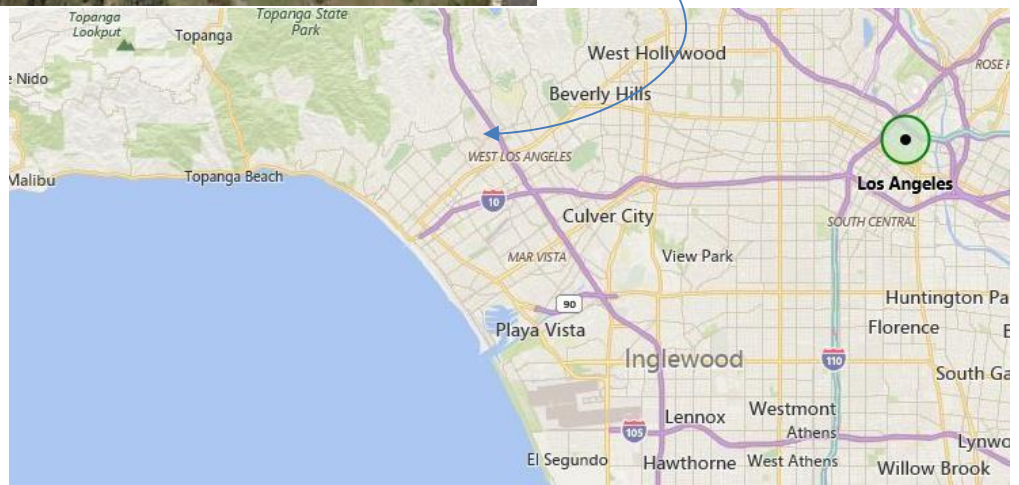 Topanga
Lookput
Topanga
Topanga State
Park
West Hollywood
ROSE H
e Nido
Beverly Hills
WEST LOS ANGELES
Malibu
Topanga Beach
Los Angeles
10
Culver City
SOUTH CENTRAL
MAR VISTA
View Park
90
Huntington Pa
Playa Vista
Florence
E
Inglewood
110
South Ga
Lennox
Westmont
105
Athens
Lynwo
El Segundo
Hawthorne
West Athens
Willow Brook